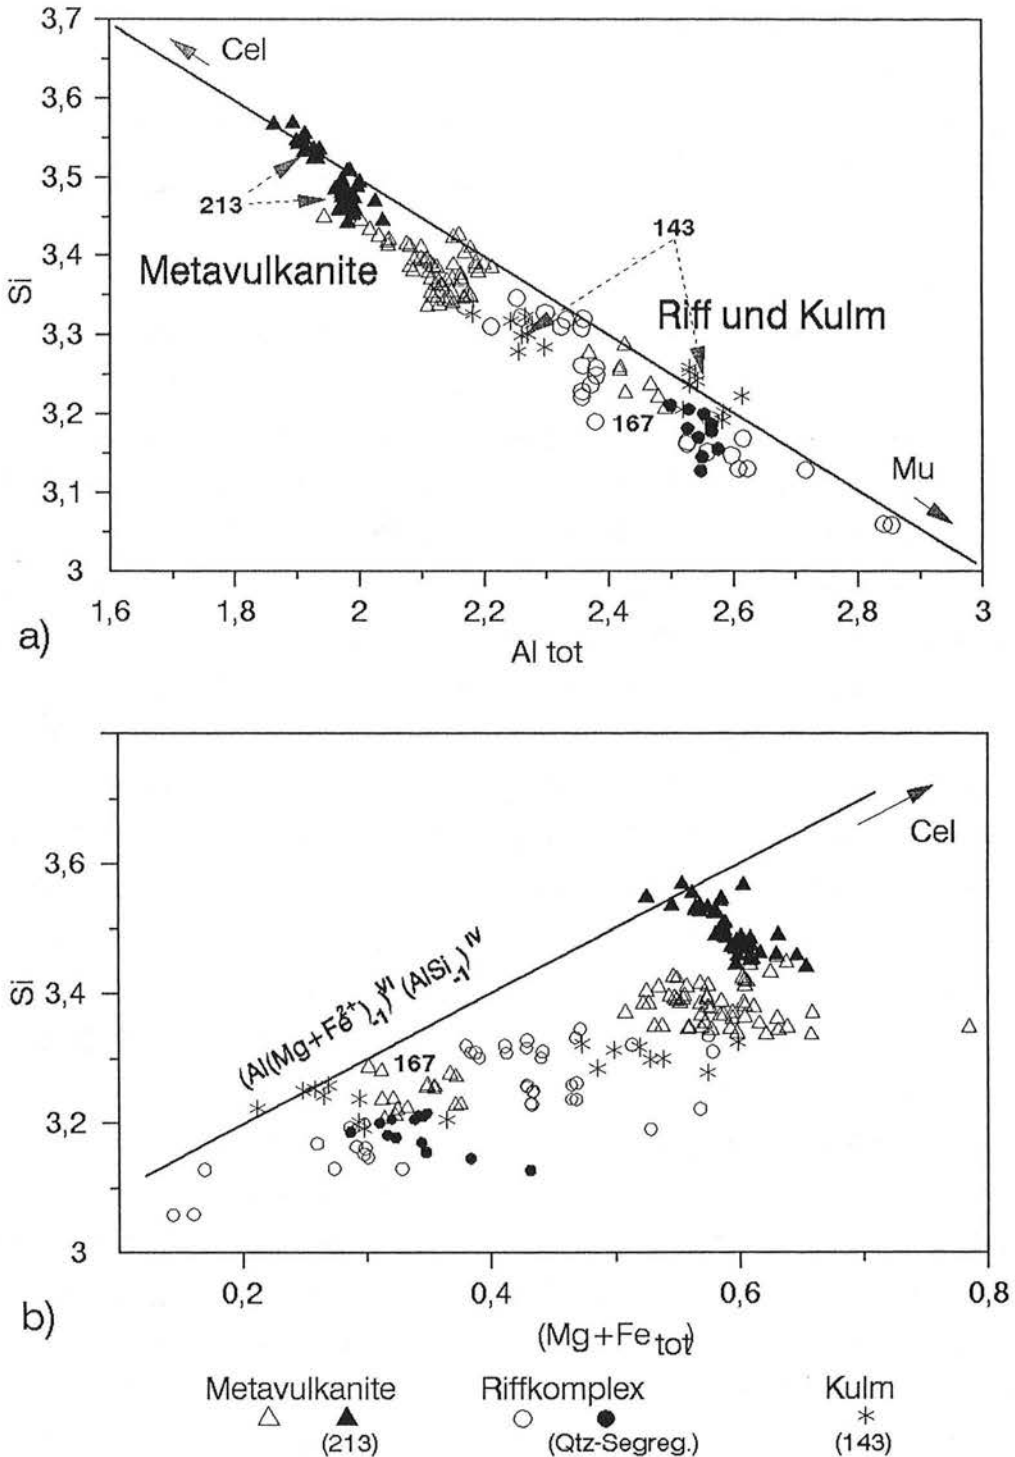 3,7
Cel
3,6
3,5
213
143
3,4
Metavulkanite
Si
Riff und Kulm
3,3
3,2
167
Mu
3,1
3
1,6 1,8 2 2,2 2,4 2,6 2,8 3
a)
Al tot
Cel
3,6
(Al(Mg+Fe2+)-1)VI (AlSi-1)IV
Si
3,4
167
3,2
3
0,2 0,4 0,6 0,8
b)
(Mg+Fetot)
Metavulkanite Riffkomplex Kulm
(213) (Qtz-Segreg.) (143)